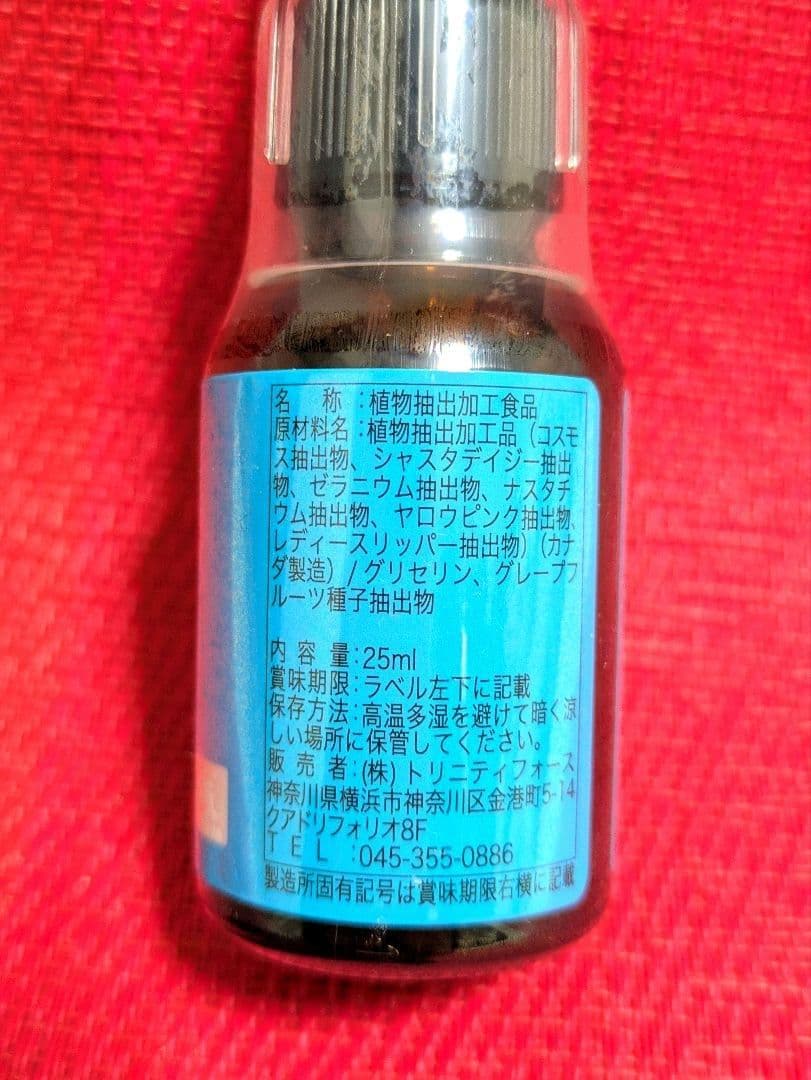 名称：植物抽出加工食品
原材料名：植物抽出加工品（コスモ
ス抽出物、シャスタデイジー抽出
物、ゼラニウム抽出物、ナスタチ
ウム抽出物、ヤロウピンク抽出物、
レディースリッパー抽出物）（カナ
ダ製造）/グリセリン、グレープフ
ルーツ種子抽出物
内容量：25ml
賞味期限：ラベル左下に記載
保存方法：高温多湿を避けて暗く涼
しい場所に保管してください。
販売者：(株)トリニティフォース
神奈川県横浜市神奈川区金港町5-14
クアドリフォリオ8F
TEL：045-355-0886
製造所固有記号は賞味期限右横に記載